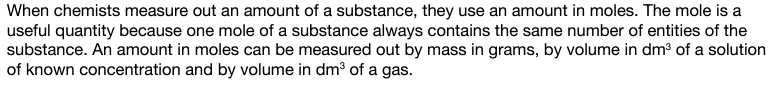 When chemists measure out an amount of a substance, they use an amount in moles. The mole is a
useful quantity because one mole of a substance always contains the same number of entities of the
substance. An amount in moles can be measured out by mass in grams, by volume in dm³ of a solution
of known concentration and by volume in dm³ of a gas.